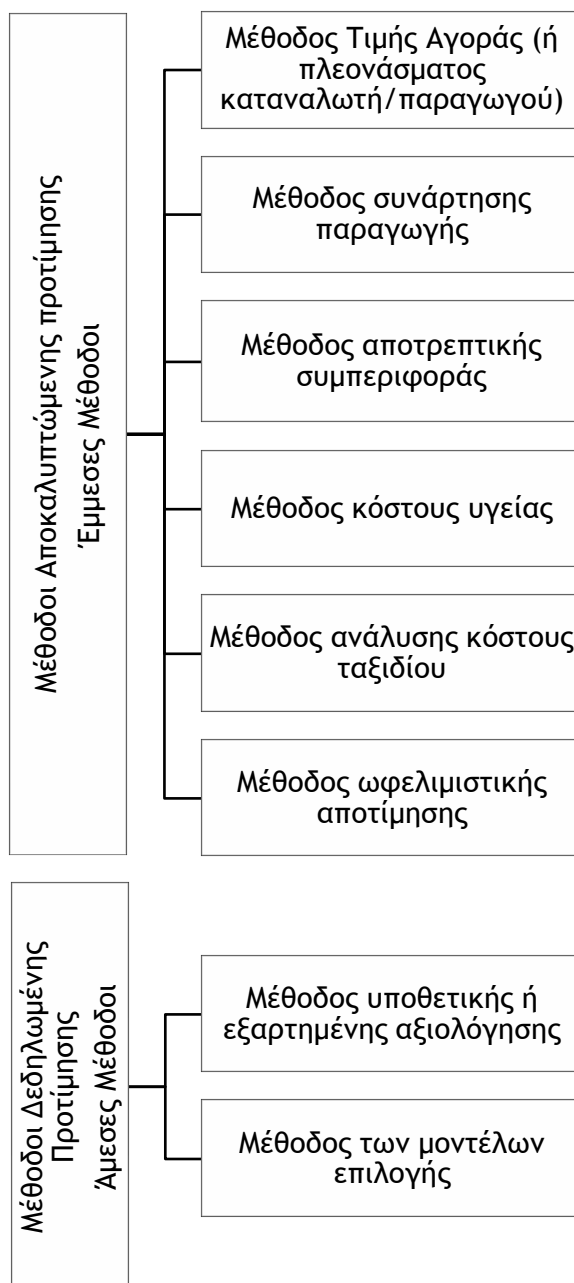 Μέθοδοι Αποκαλυπτώμενης προτίμησης
Έμμεσες Μέθοδοι
Μέθοδος Τιμής Αγοράς (ή
πλεονάσματος
καταναλωτή/παραγωγού)
Μέθοδος συνάρτησης
παραγωγής
Μέθοδος αποτρεπτικής
συμπεριφοράς
Μέθοδος κόστους υγείας
Μέθοδος ανάλυσης κόστους
ταξιδίου
Μέθοδος ωφελιμιστικής
αποτίμησης
Μέθοδοι Δεδηλωμένης
Προτίμησης
Άμεσες Μέθοδοι
Μέθοδος υποθετικής ή
εξαρτημένης αξιολόγησης
Μέθοδος των μοντέλων
επιλογής